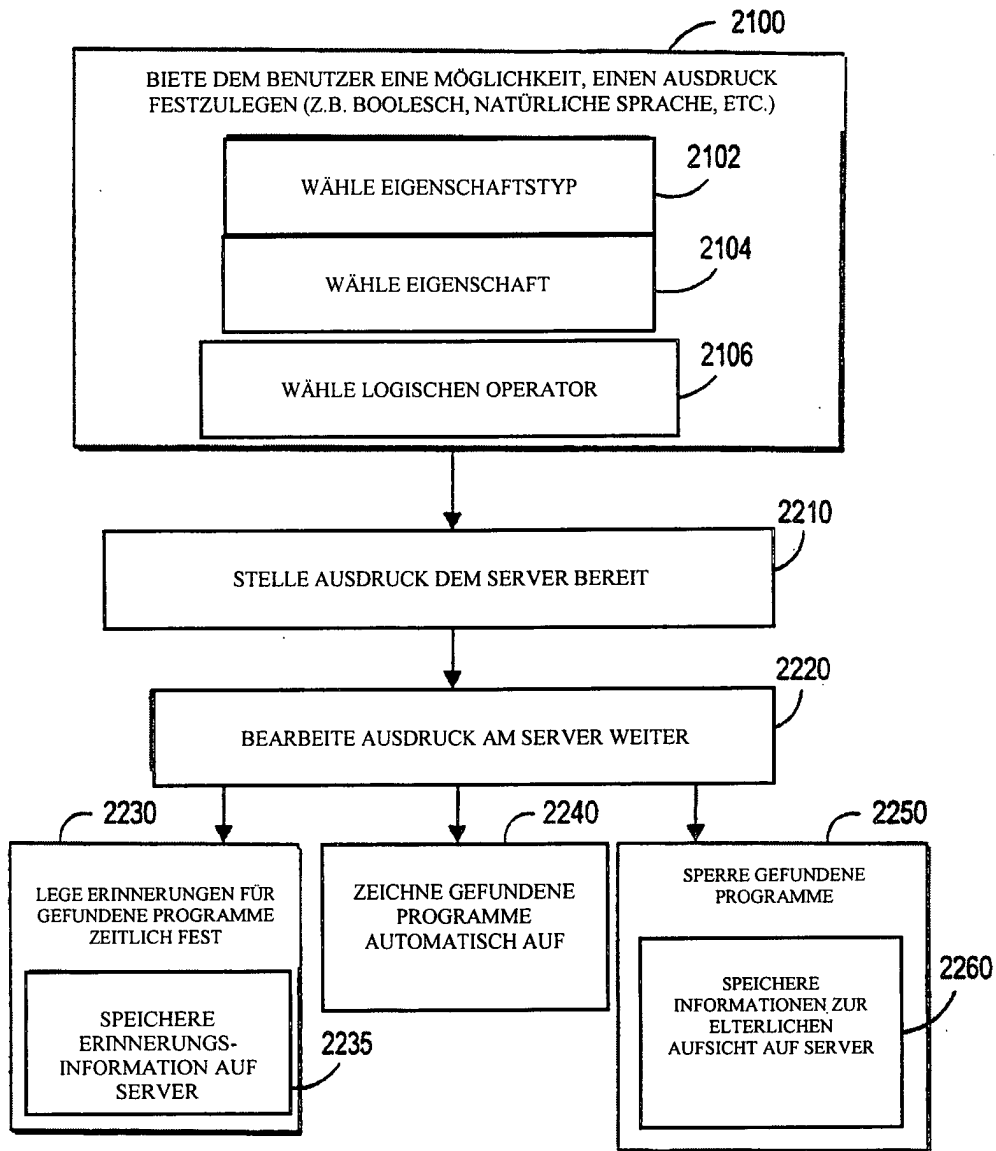 2100
BIETE DEM BENUTZER EINE MÖGLICHKEIT, EINEN AUSDRUCK
FESTZULEGEN (Z.B. BOOLESCH, NATÜRLICHE SPRACHE, ETC.)
2102
WÄHLE EIGENSCHAFTSTYP
2104
WÄHLE EIGENSCHAFT
2106
WÄHLE LOGISCHEN OPERATOR
2210
STELLE AUSDRUCK DEM SERVER BEREIT
2220
BEARBEITE AUSDRUCK AM SERVER WEITER
2230
LEGE ERINNERUNGEN FÜR
GEFUNDENE PROGRAMME
ZEITLICH FEST
SPEICHERE
ERINNERUNGS-
INFORMATION AUF
SERVER
2235
2240
ZEICHNE GEFUNDENE
PROGRAMME
AUTOMATISCH AUF
2250
SPERRE GEFUNDENE
PROGRAMME
2260
SPEICHERE
INFORMATIONEN ZUR
ELTERLICHEN
AUFSICHT AUF SERVER